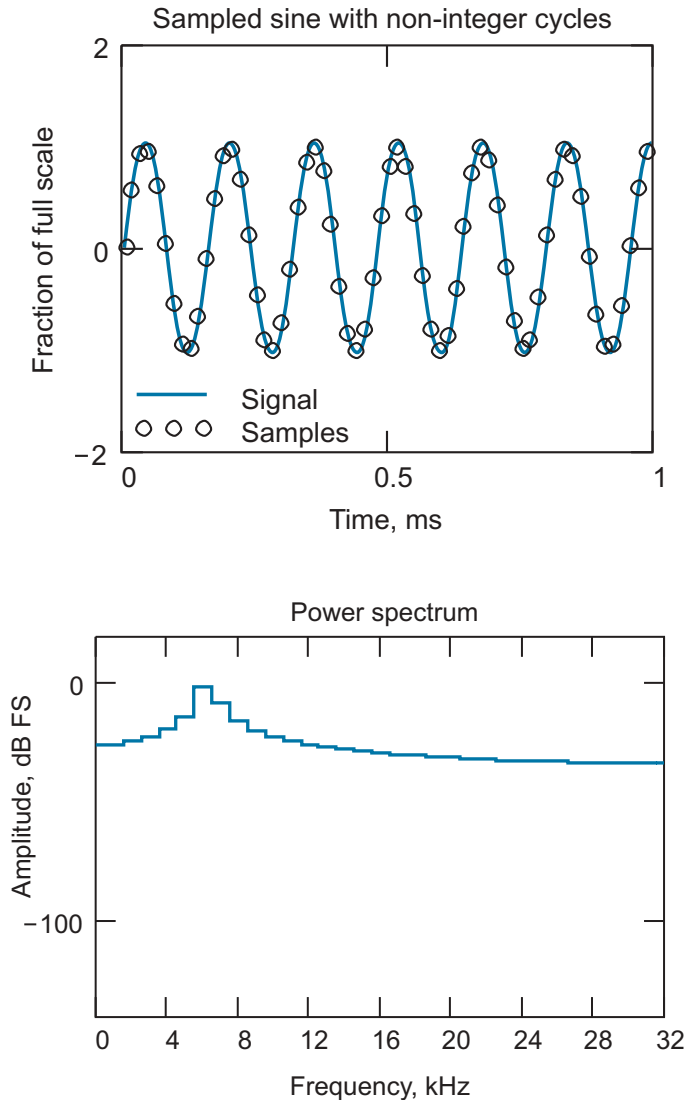 Sampled sine with non-integer cycles
2
0
−2
Fraction of full scale
Signal
Samples
0 0.5 1
Time, ms
Power spectrum
0
−100
Amplitude, dB FS
0 4 8 12 16 20 24 28 32
Frequency, kHz